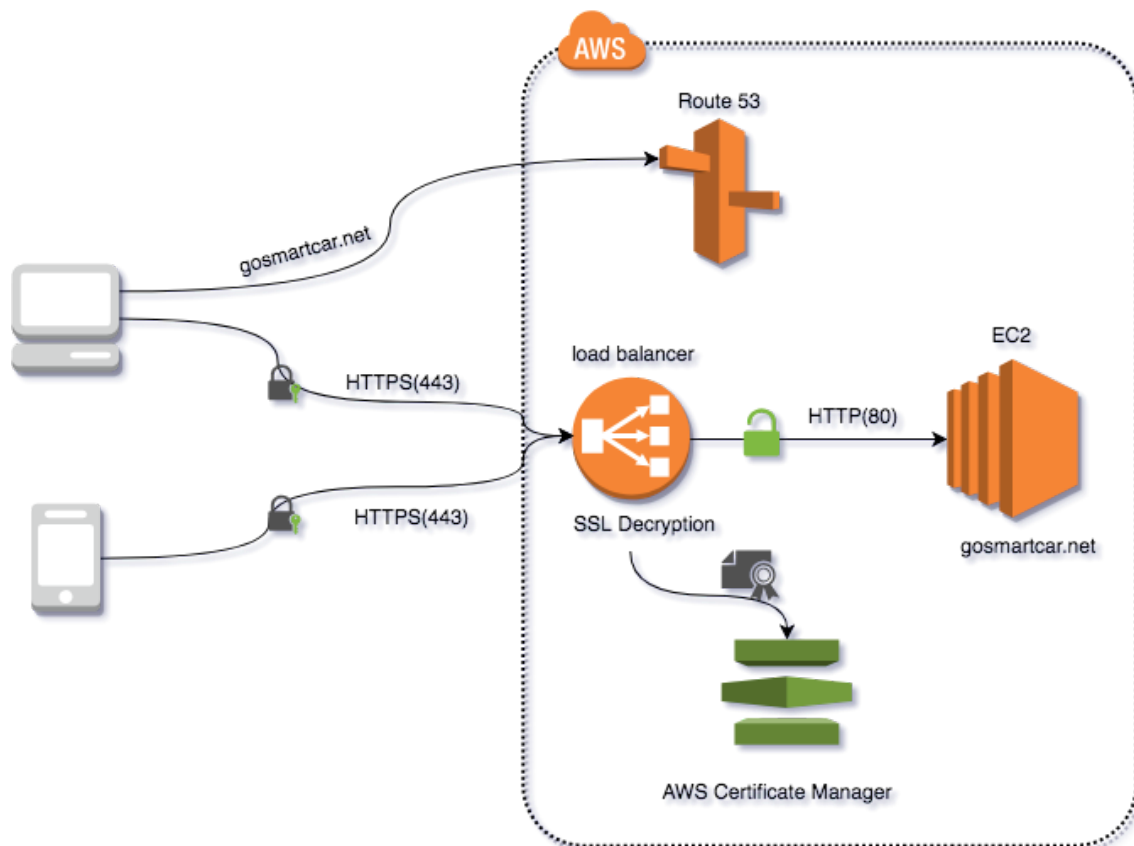 AWS
Route 53
gosmartcar.net
EC2
load balancer
HTTPS(443)
HTTP(80)
HTTPS(443)
SSL Decryption
gosmartcar.net
AWS Certificate Manager